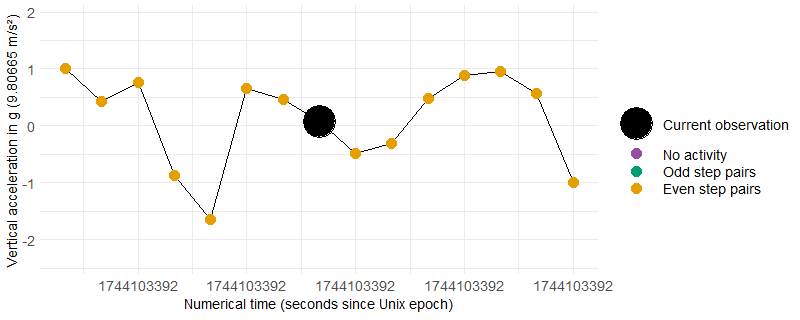 Vertical acceleration in g (9.80665 m/s²)
2
1
0
-1
-2
1744103392 1744103392 1744103392 1744103392 1744103392
Numerical time (seconds since Unix epoch)
Current observation
No activity
Odd step pairs
Even step pairs